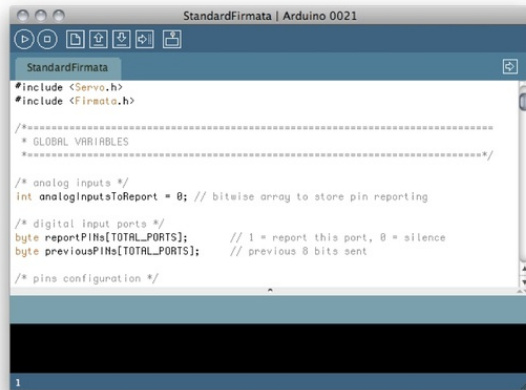 StandardFirmata | Arduino 0021
StandardFirmata
#include <Servo.h>
#include <Firmata.h>
/*==============================================================================
 * GLOBAL VARIABLES
 *============================================================================*/
/* analog inputs */
int analogInputsToReport = 0; // bitwise array to store pin reporting
/* digital input ports */
byte reportPINs[TOTAL_PORTS];       // 1 = report this port, 0 = silence
byte previousPINs[TOTAL_PORTS];     // previous 8 bits sent
/* pins configuration */
1